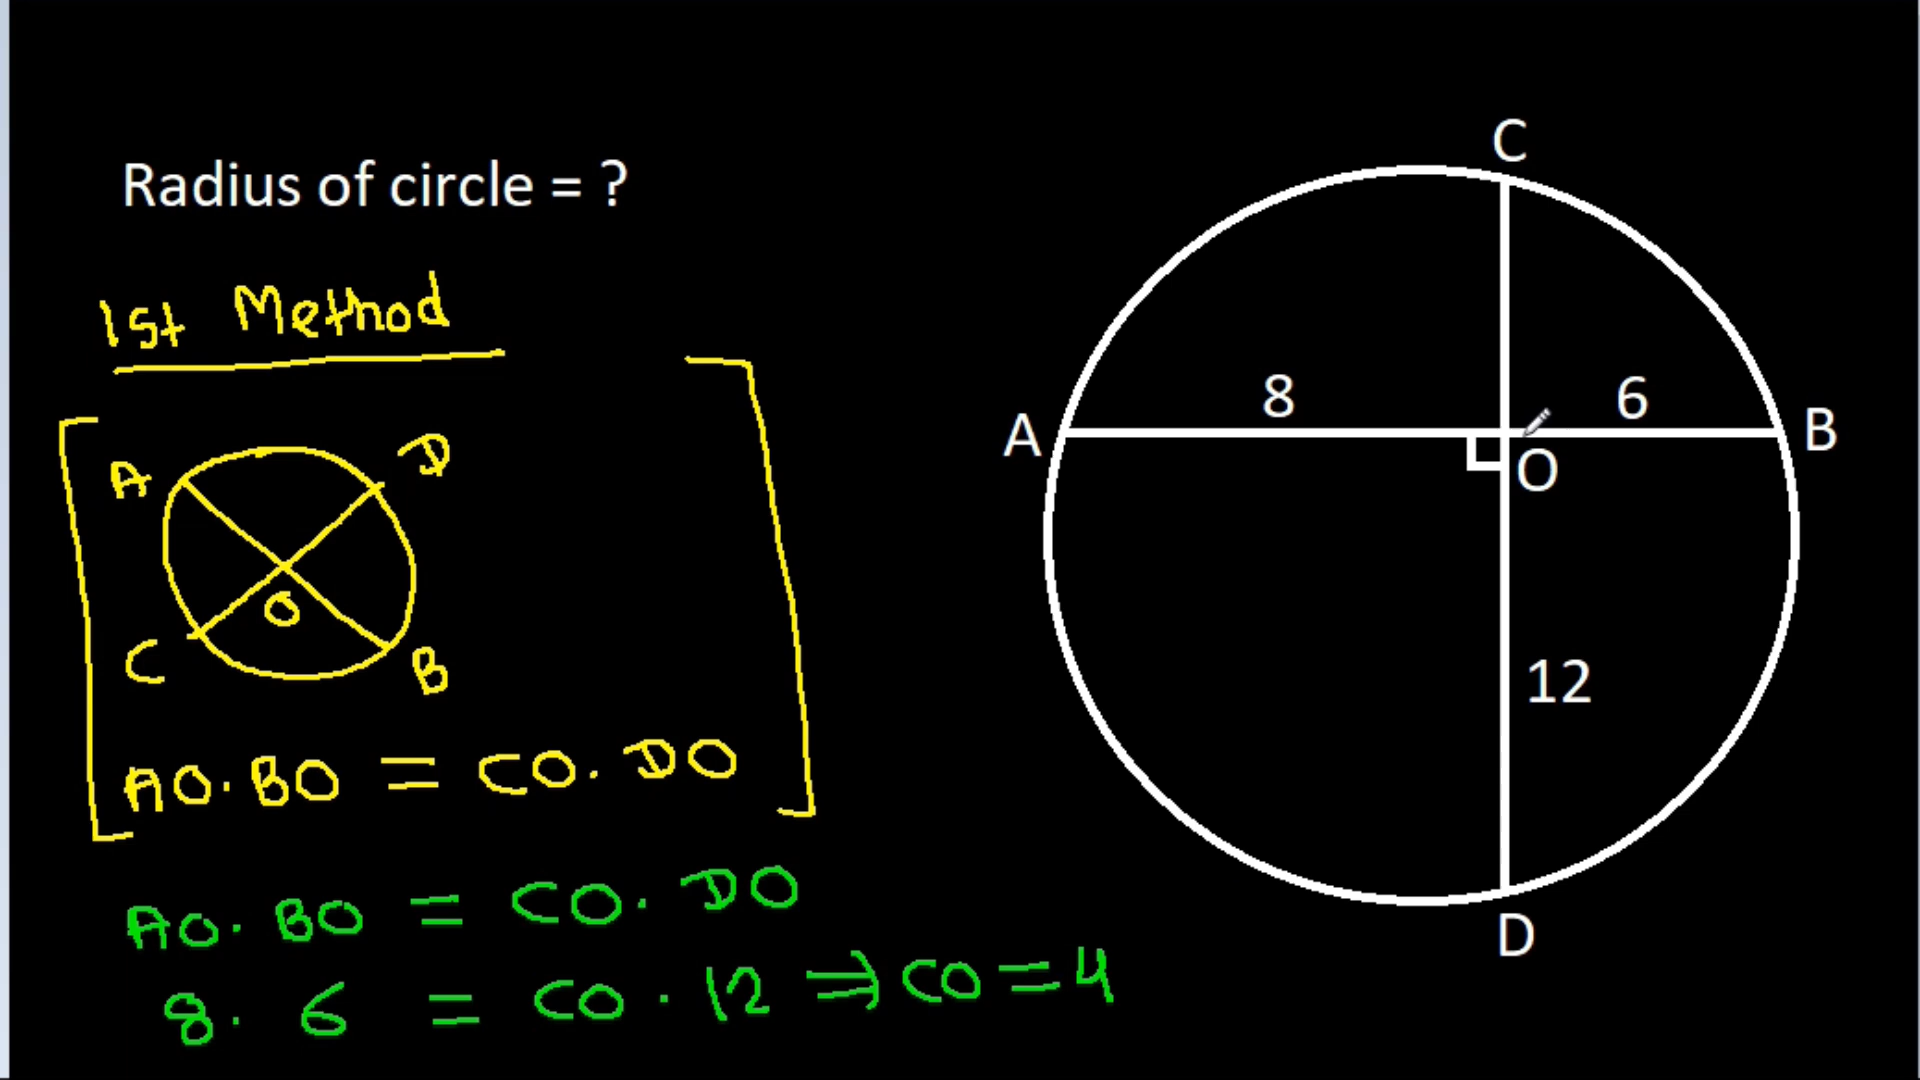 Radius of circle = ?
1st Method
A D
O
C B
AO . BO = CO . DO
AO . BO = CO . DO
8 . 6 = CO . 12 ⇒ CO = 4
C
8 6
A B
O
12
D